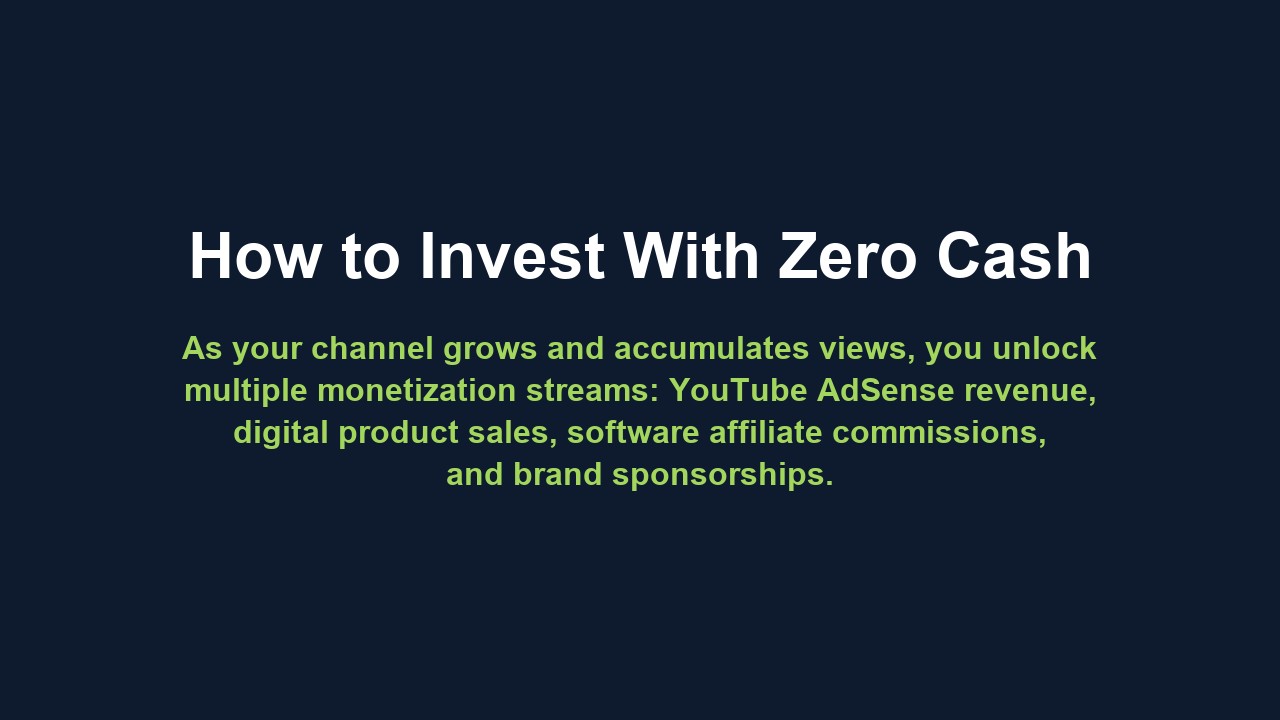 How to Invest With Zero Cash
As your channel grows and accumulates views, you unlock
multiple monetization streams: YouTube AdSense revenue,
digital product sales, software affiliate commissions,
and brand sponsorships.